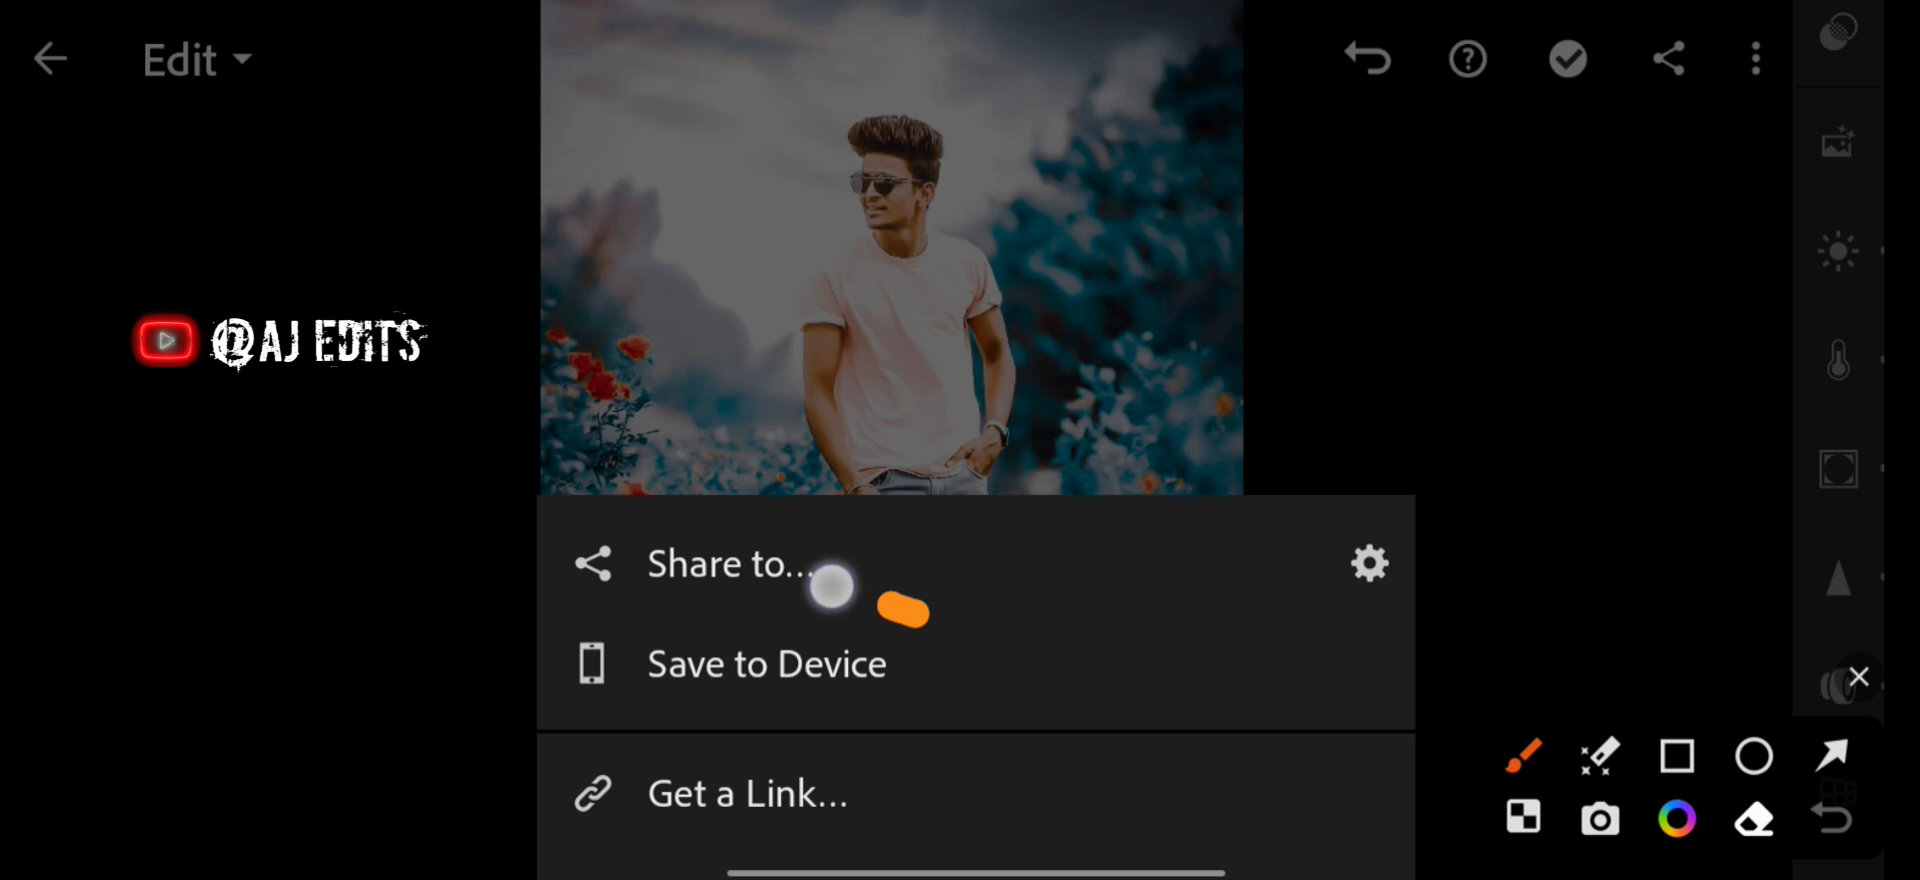 Edit
@AJ EDITS
Share to...
Save to Device
Get a Link...